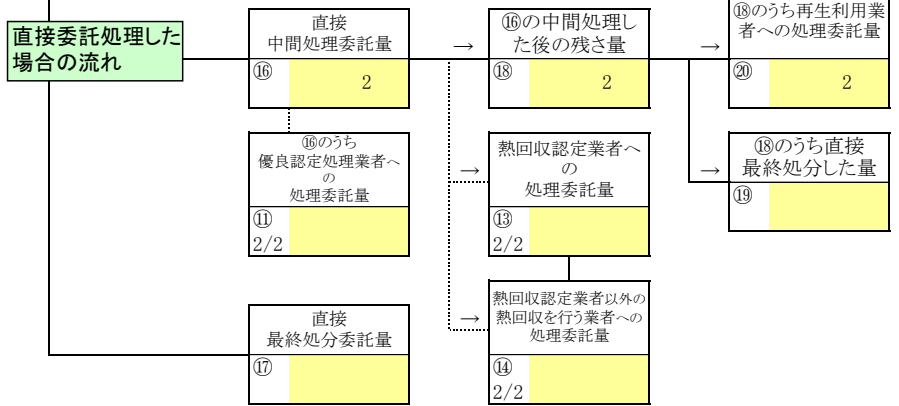 直接委託処理した
場合の流れ
直接
中間処理委託量
⑯
2
→
⑯の中間処理し
た後の残さ量
⑱
2
→
⑱のうち再生利用業
者への処理委託量
⑳
2
⑯のうち
優良認定処理業者へ
の
処理委託量
⑪
2/2
→
熱回収認定業者へ
の
処理委託量
⑬
2/2
→
⑱のうち直接
最終処分した量
⑲
直接
最終処分委託量
⑰
→
熱回収認定業者以外の
熱回収を行う業者への
処理委託量
⑭
2/2